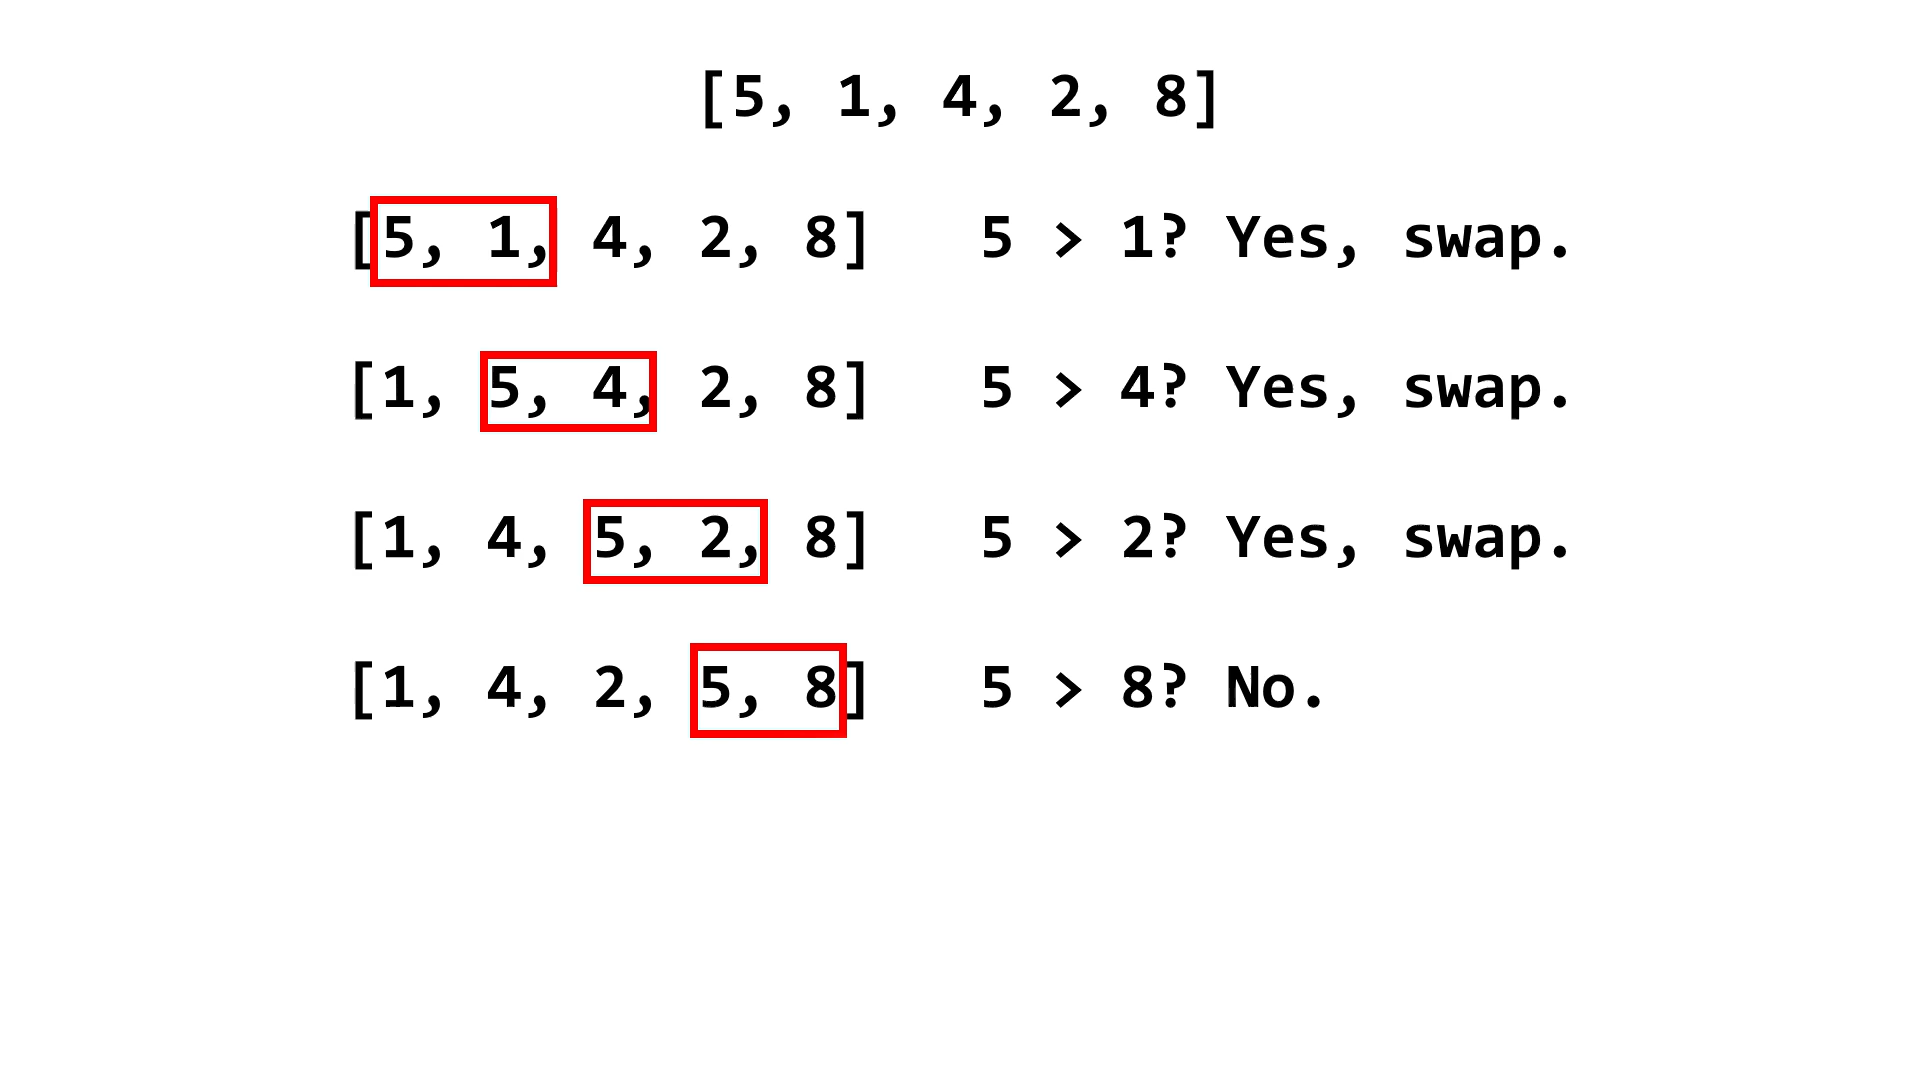 [5, 1, 4, 2, 8]
[5, 1, 4, 2, 8]   5 > 1? Yes, swap.
[1, 5, 4, 2, 8]   5 > 4? Yes, swap.
[1, 4, 5, 2, 8]   5 > 2? Yes, swap.
[1, 4, 2, 5, 8]   5 > 8? No.